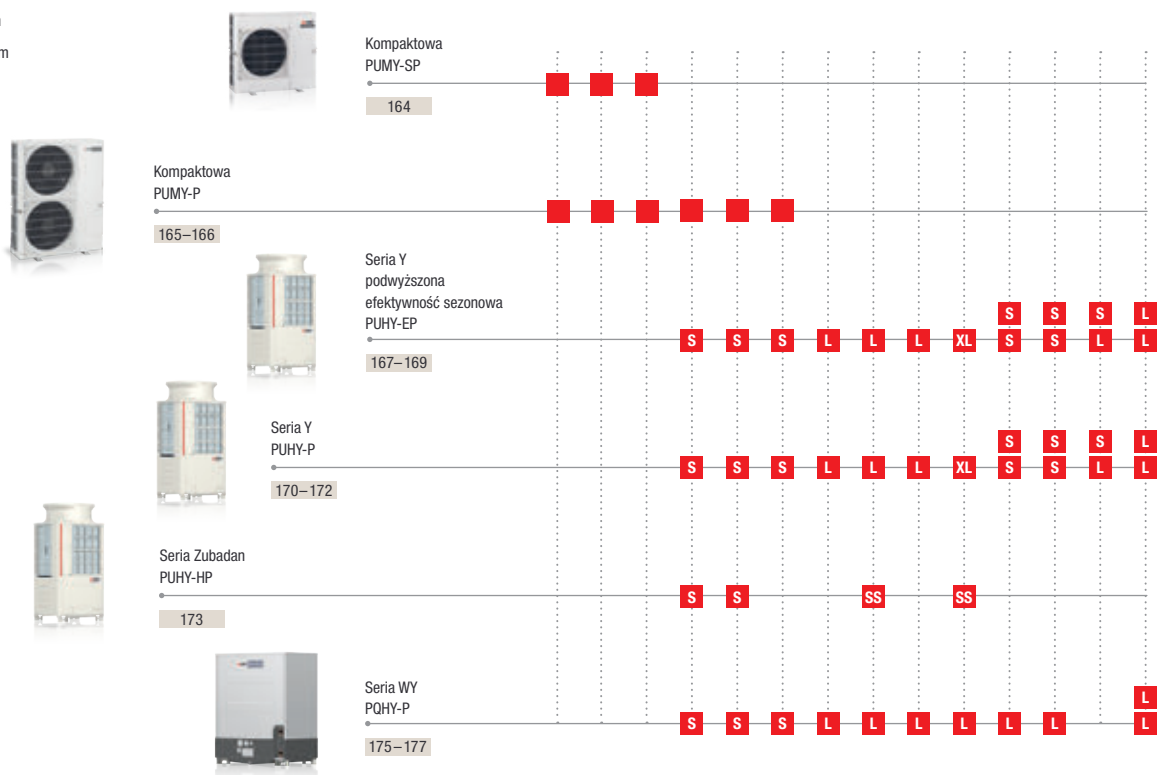 m
Kompaktowa
PUMY-SP
164
Kompaktowa
PUMY-P
165–166
Seria Y
podwyższona
efektywność sezonowa
PUHY-EP
S S S L
S S S L L L XL S S L L
167–169
Seria Y
PUHY-P
S S S L
S S S L L L XL S S L L
170–172
Seria Zubadan
PUHY-HP
S S SS SS
173
Seria WY
PQHY-P
L
S S S L L L L L L L
175–177